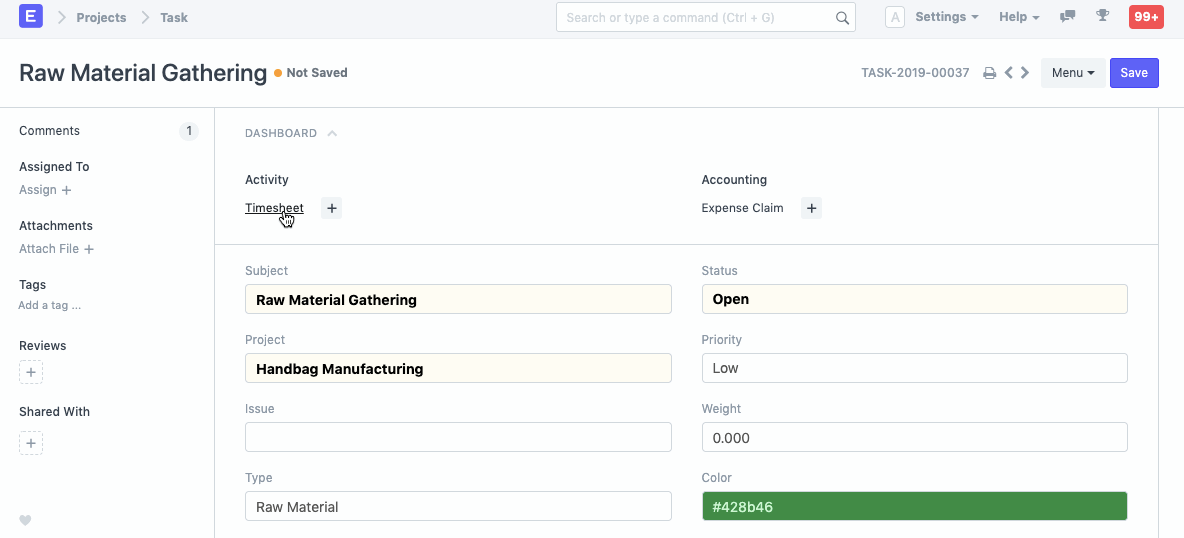 E Projects Task Search or type a command (Ctrl + G) A Settings Help 99+
Raw Material Gathering Not Saved TASK-2019-00037 Menu Save
Comments 1
Assigned To
Assign +
Attachments
Attach File +
Tags
Add a tag ...
Reviews
+
Shared With
+
DASHBOARD
Activity
Timesheet +
Accounting
Expense Claim +
Subject
Raw Material Gathering
Project
Handbag Manufacturing
Issue
Type
Raw Material
Status
Open
Priority
Low
Weight
0.000
Color
#428b46